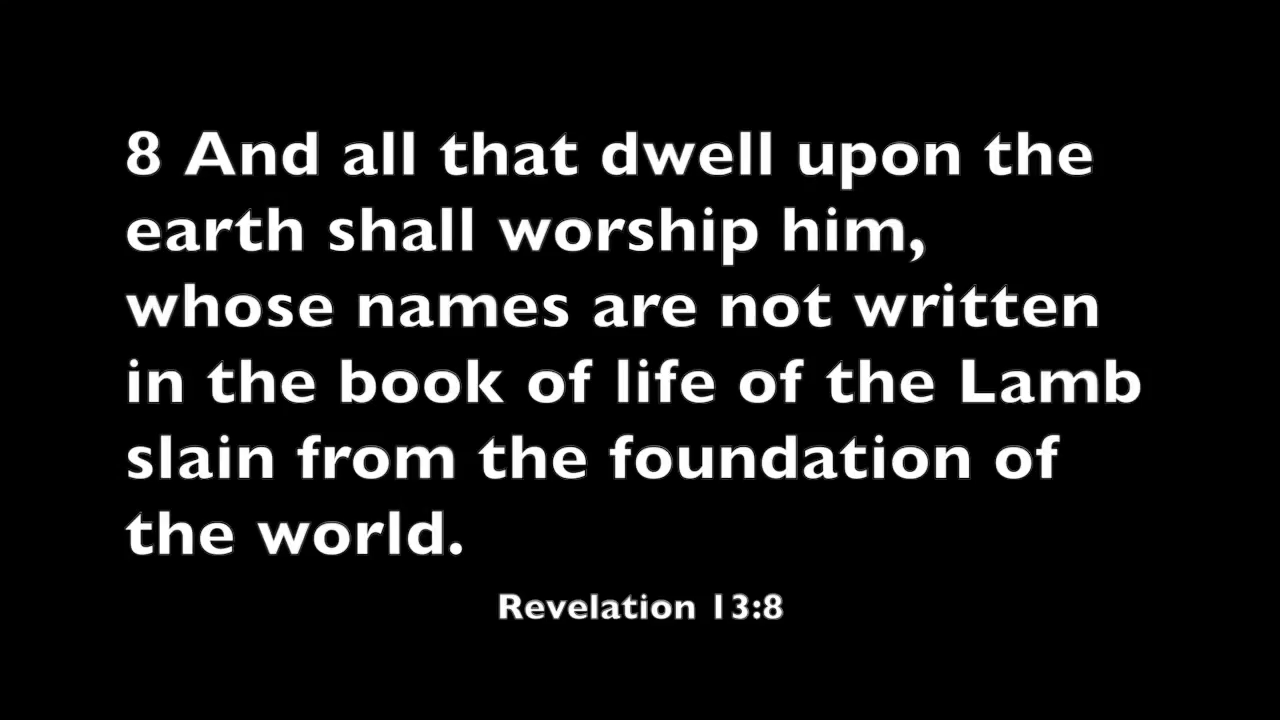 8 And all that dwell upon the
earth shall worship him,
whose names are not written
in the book of life of the Lamb
slain from the foundation of
the world.
Revelation 13:8